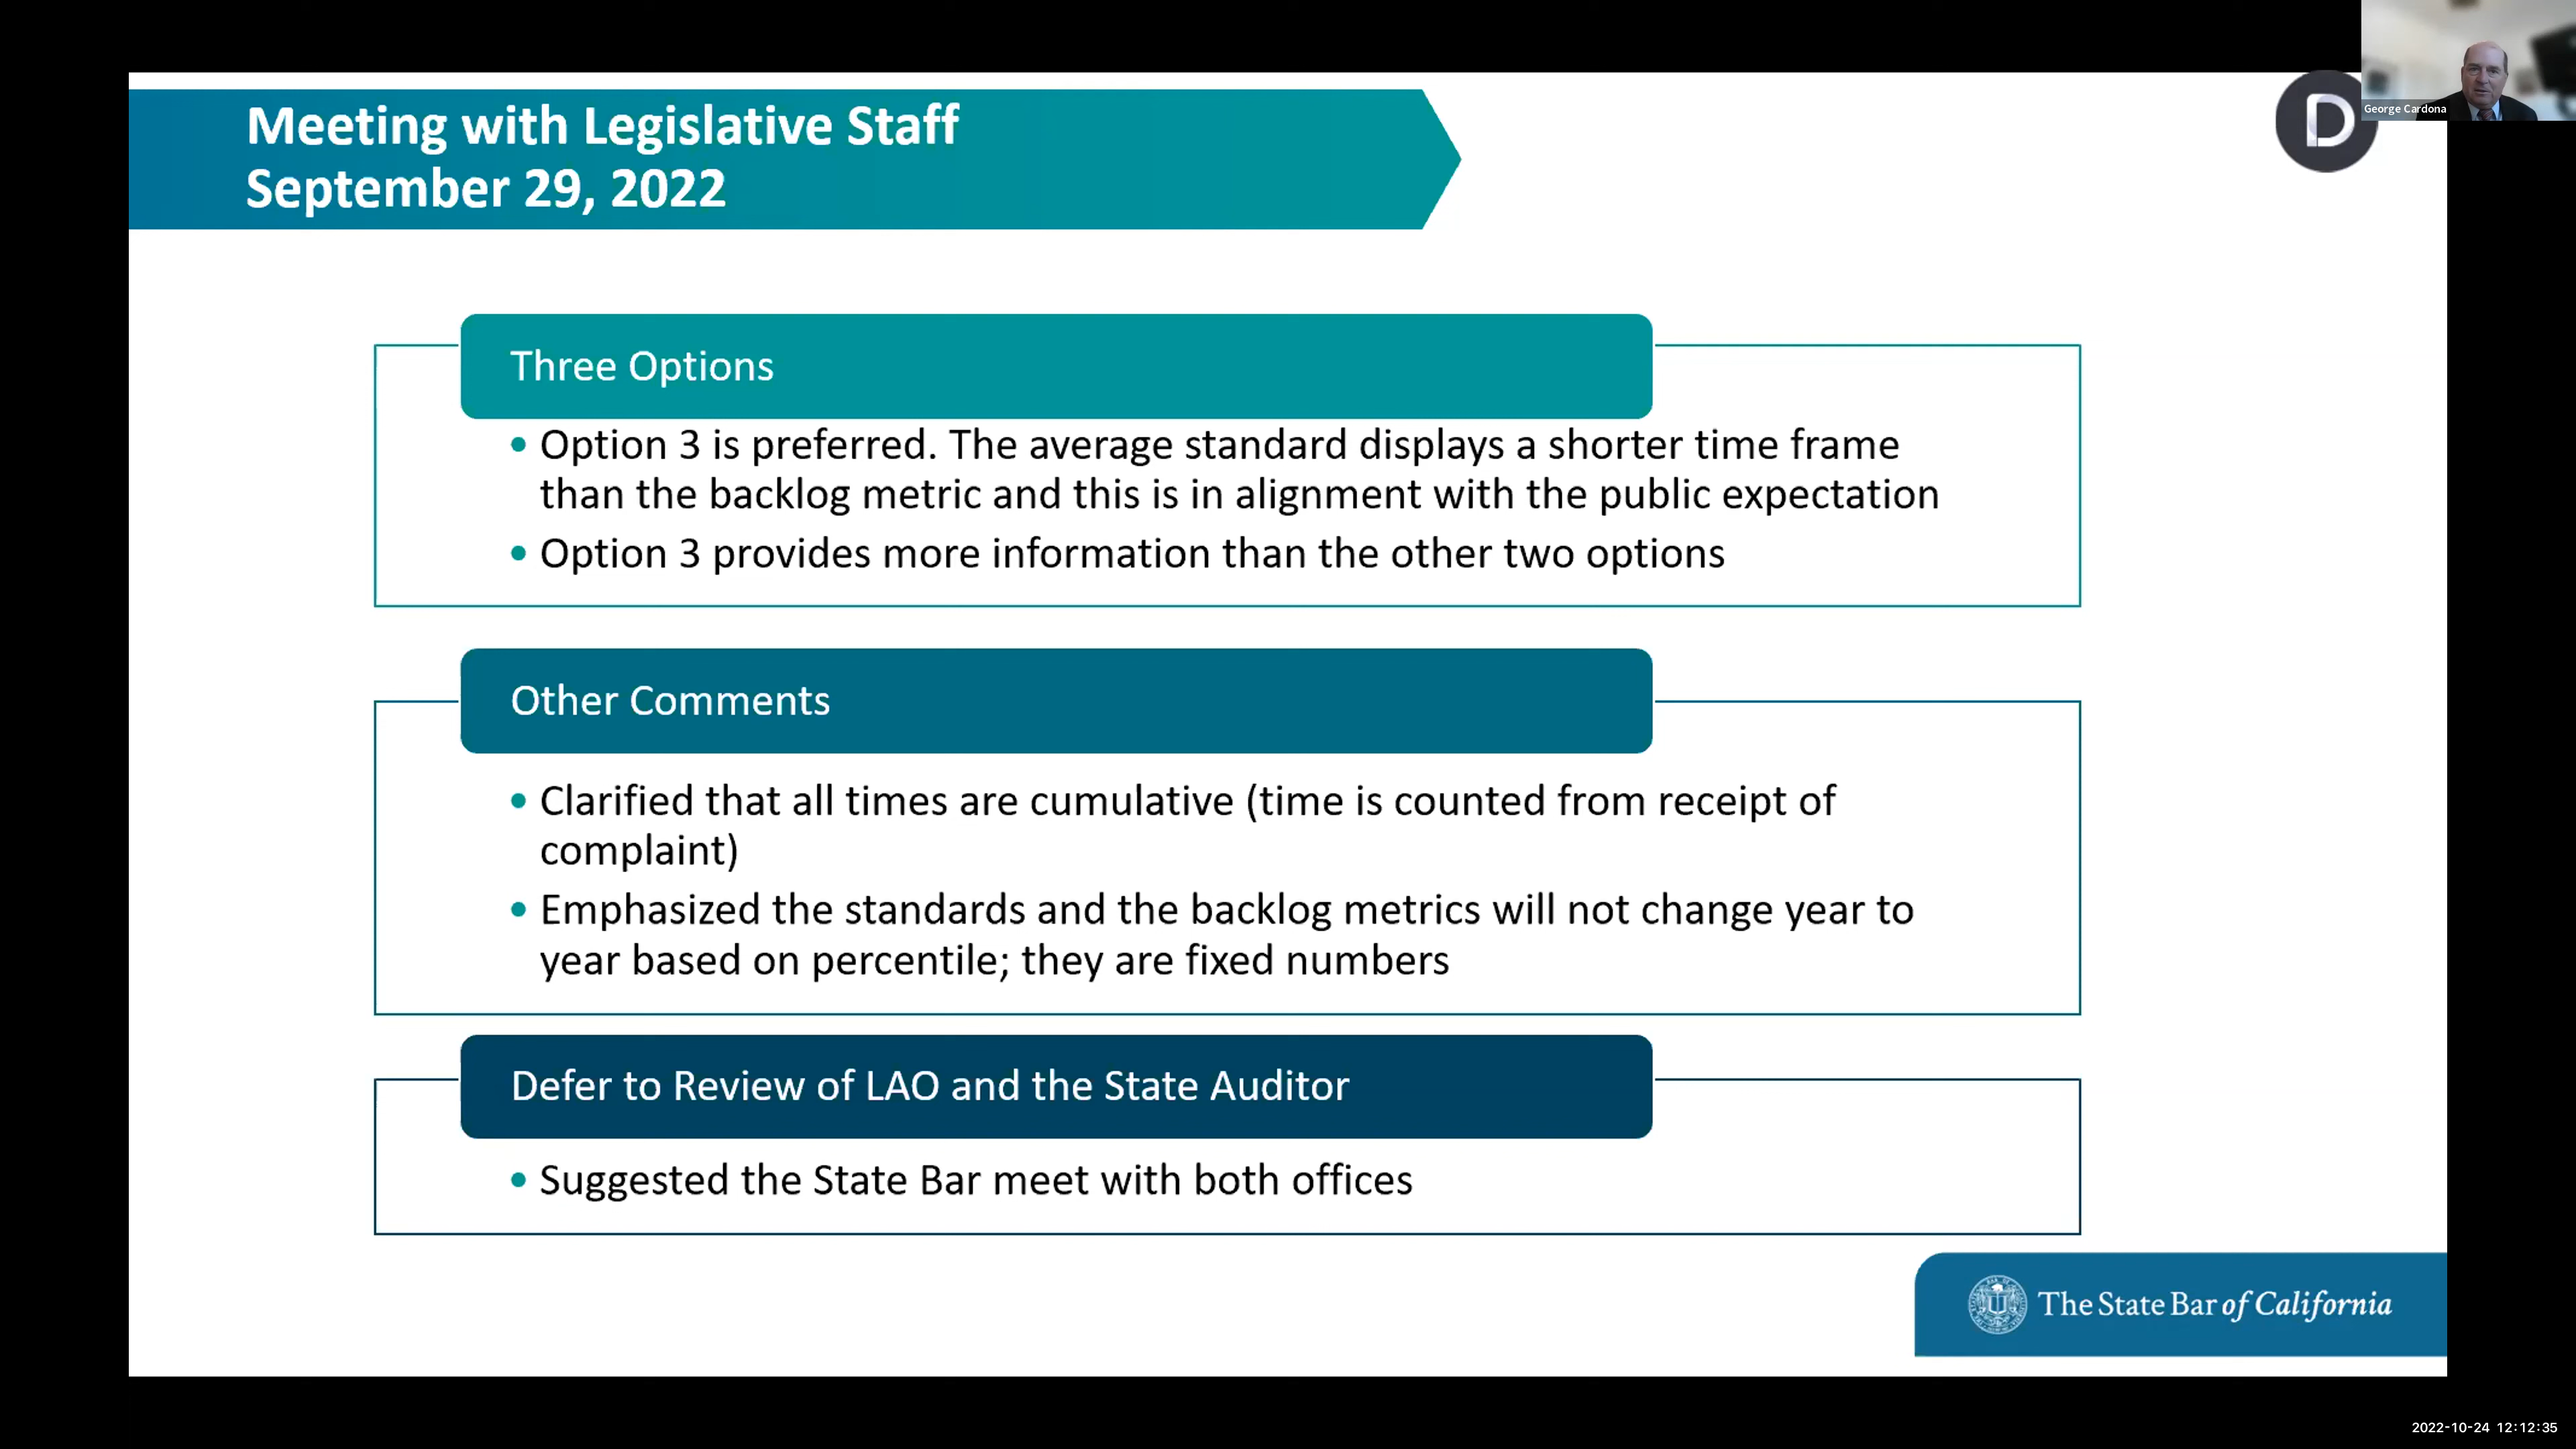 George Cardona
D
Meeting with Legislative Staff
September 29, 2022
Three Options
• Option 3 is preferred. The average standard displays a shorter time frame
than the backlog metric and this is in alignment with the public expectation
• Option 3 provides more information than the other two options
Other Comments
• Clarified that all times are cumulative (time is counted from receipt of
complaint)
• Emphasized the standards and the backlog metrics will not change year to
year based on percentile; they are fixed numbers
Defer to Review of LAO and the State Auditor
• Suggested the State Bar meet with both offices
The State Bar of California
2022-10-24 12:12:35